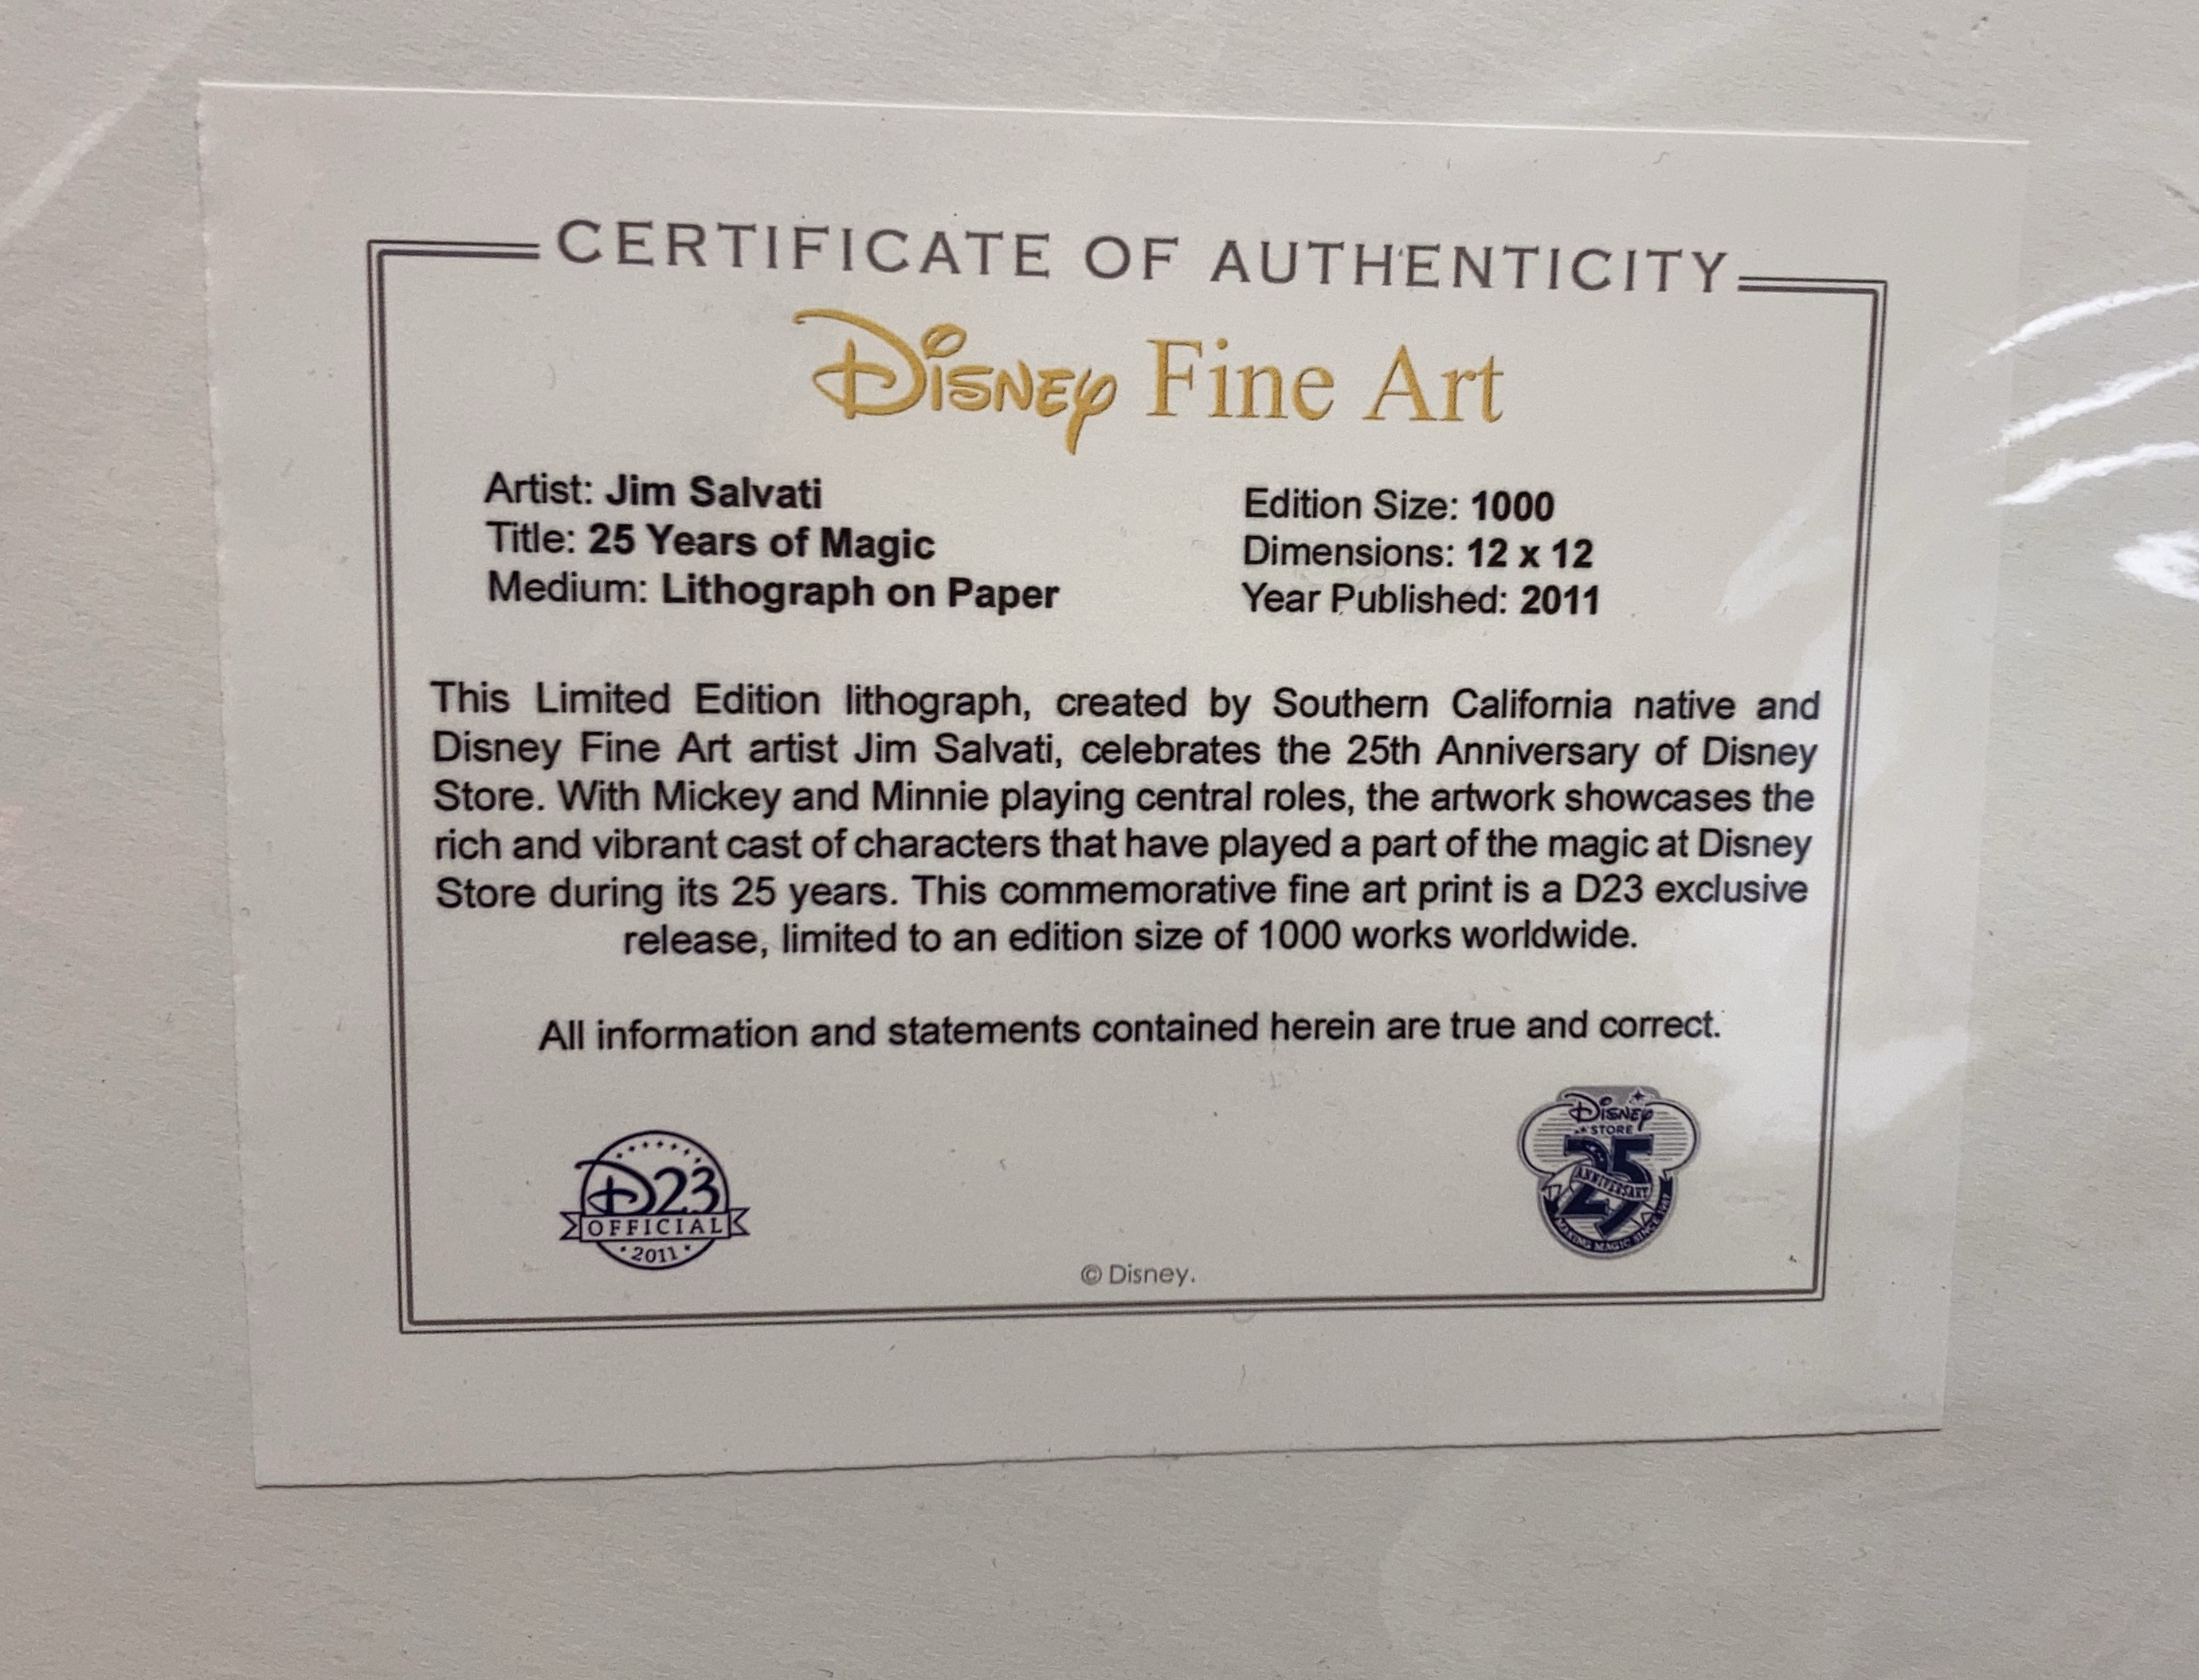 CERTIFICATE OF AUTHENTICITY
Disney Fine Art
Artist: Jim Salvati
Title: 25 Years of Magic
Medium: Lithograph on Paper
Edition Size: 1000
Dimensions: 12 x 12
Year Published: 2011
This Limited Edition lithograph, created by Southern California native and
Disney Fine Art artist Jim Salvati, celebrates the 25th Anniversary of Disney
Store. With Mickey and Minnie playing central roles, the artwork showcases the
rich and vibrant cast of characters that have played a part of the magic at Disney
Store during its 25 years. This commemorative fine art print is a D23 exclusive
release, limited to an edition size of 1000 works worldwide.
All information and statements contained herein are true and correct.
D23
OFFICIAL
2011
Disney
STORE
25
ANNIVERSARY
MAKING MAGIC SINCE 1987
© Disney.